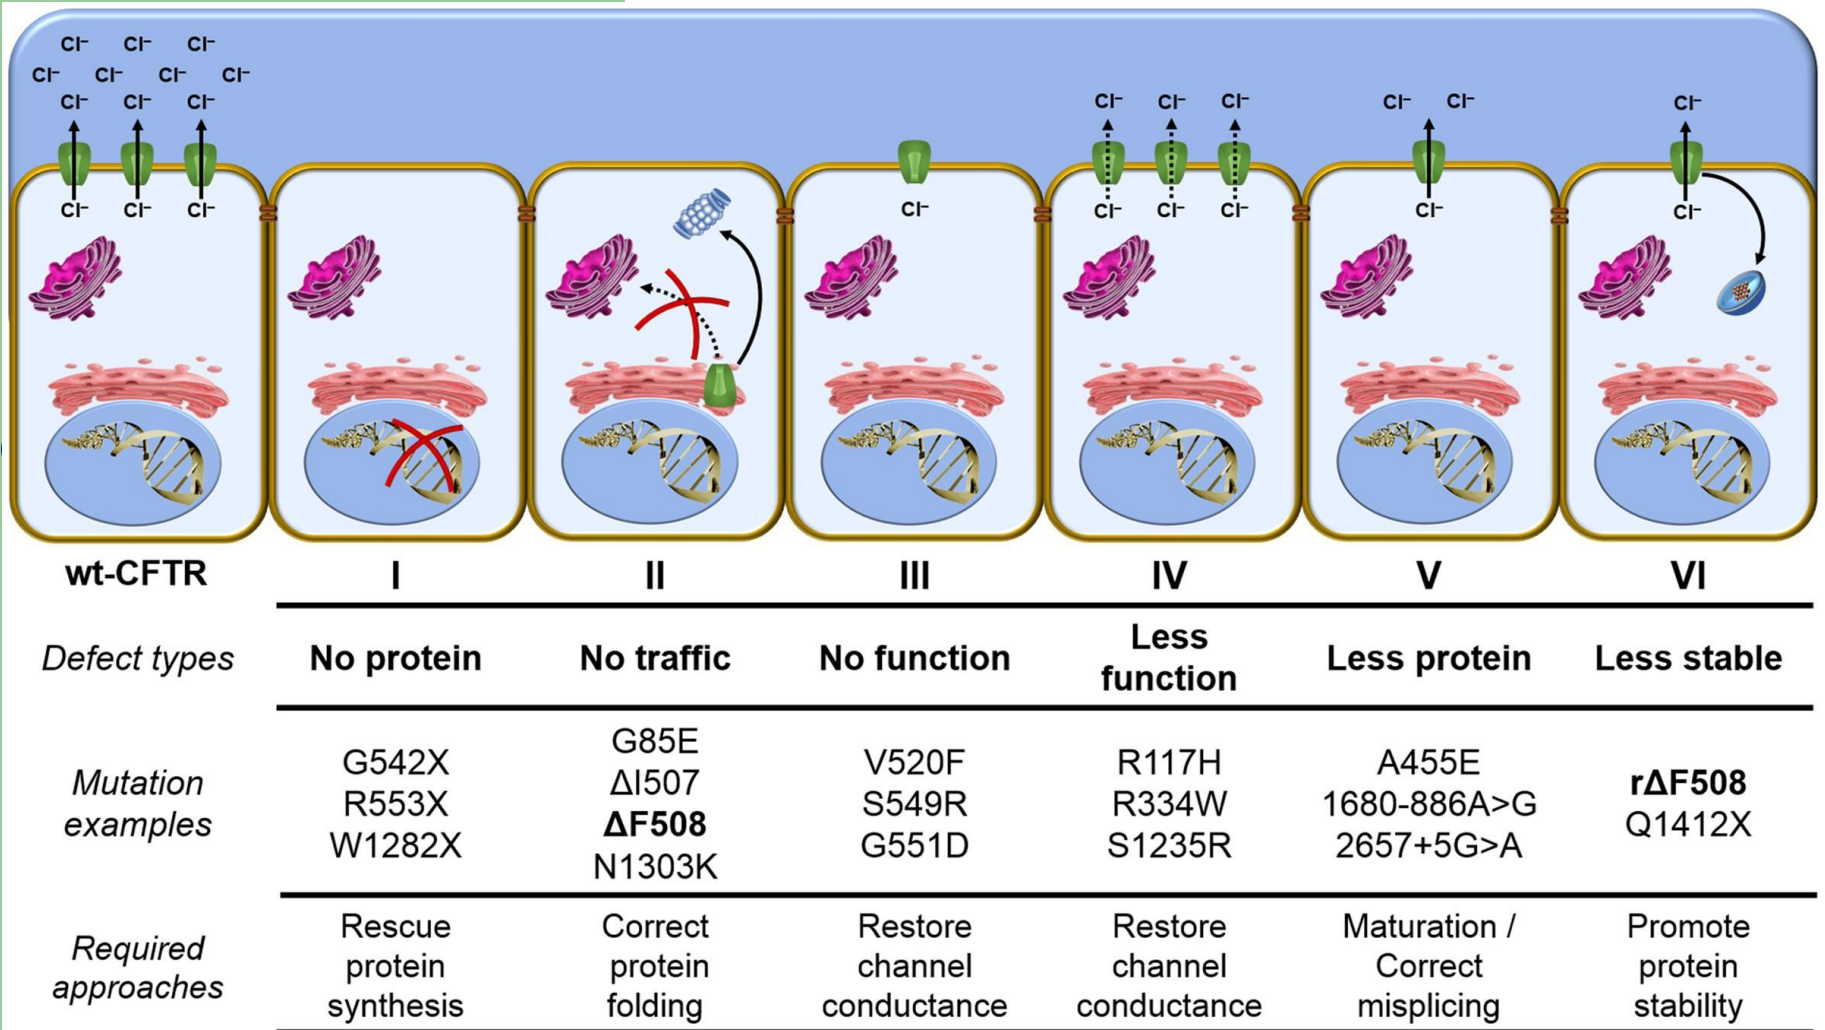 Cl⁻ Cl⁻ Cl⁻
Cl⁻ Cl⁻ Cl⁻ Cl⁻
Cl⁻ Cl⁻ Cl⁻ Cl⁻ Cl⁻ Cl⁻ Cl⁻ Cl⁻ Cl⁻
Cl⁻ Cl⁻ Cl⁻ Cl⁻ Cl⁻ Cl⁻ Cl⁻ Cl⁻ Cl⁻
wt-CFTR I II III IV V VI
Defect types No protein No traffic No function Less function Less protein Less stable
Mutation examples
G542X
R553X
W1282X
G85E
ΔI507
ΔF508
N1303K
V520F
S549R
G551D
R117H
R334W
S1235R
A455E
1680-886A>G
2657+5G>A
rΔF508
Q1412X
Required
approaches
Rescue
protein
synthesis
Correct
protein
folding
Restore
channel
conductance
Restore
channel
conductance
Maturation /
Correct
misplicing
Promote
protein
stability